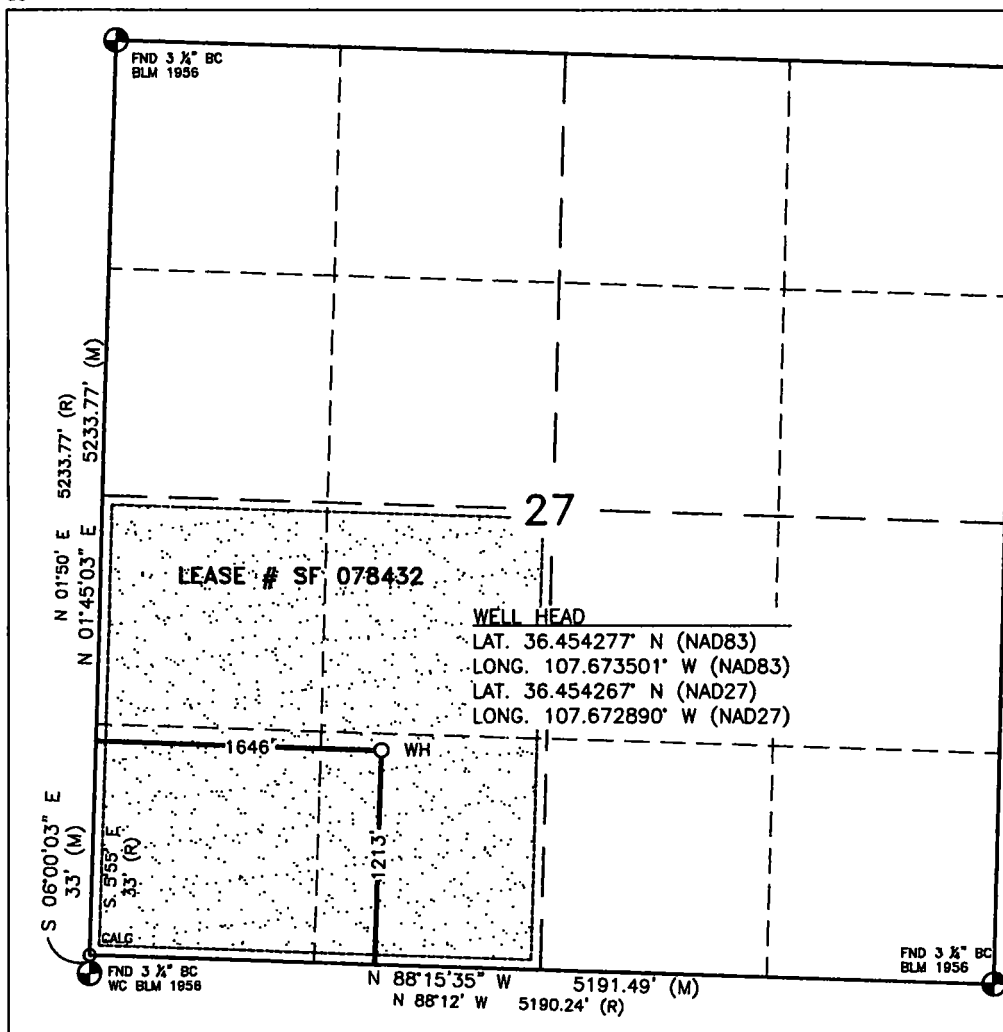 FND 3 ¼" BC
BLM 1956
N 01°50' E 5233.77' (R)
N 01°45'03" E 5233.77' (M)
27
LEASE # SF 078432
WELL HEAD
LAT. 36.454277° N (NAD83)
LONG. 107.673501° W (NAD83)
LAT. 36.454267° N (NAD27)
LONG. 107.672890° W (NAD27)
1646'
WH
1213'
S 06°00'03" E
33' (M)
S 5°55' E
33' (R)
CALG
FND 3 ¼" BC
WC BLM 1956
N 88°15'35" W 5191.49' (M)
N 88°12' W 5190.24' (R)
FND 3 ¼" BC
BLM 1956